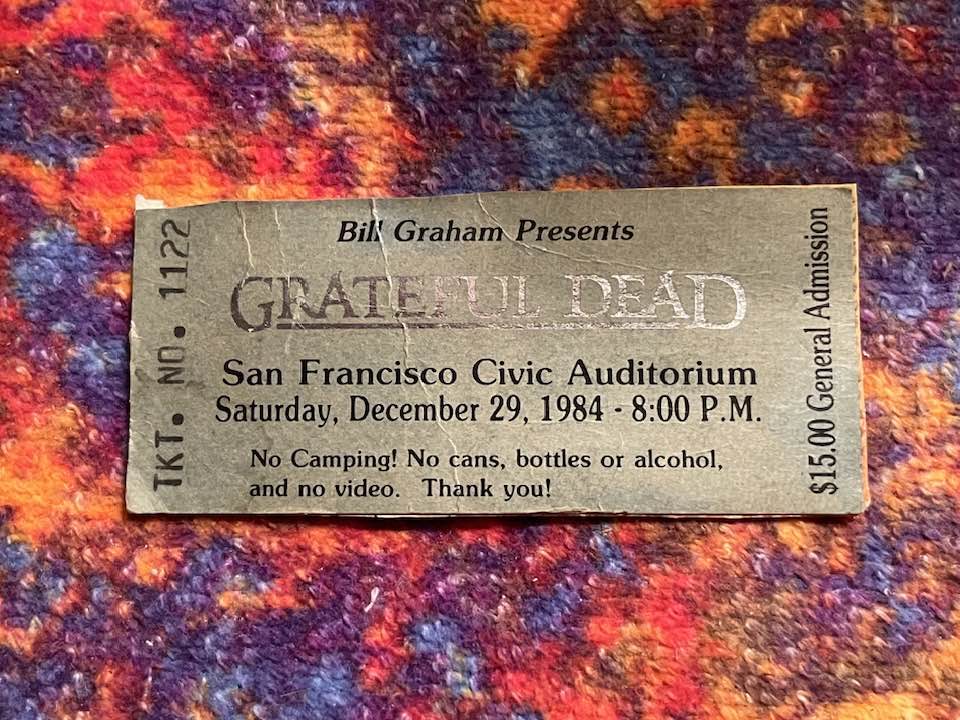 TKT. NO. 1122
Bill Graham Presents
GRATEFUL DEAD
San Francisco Civic Auditorium
Saturday, December 29, 1984 - 8:00 P.M.
No Camping! No cans, bottles or alcohol,
and no video. Thank you!
$15.00 General Admission